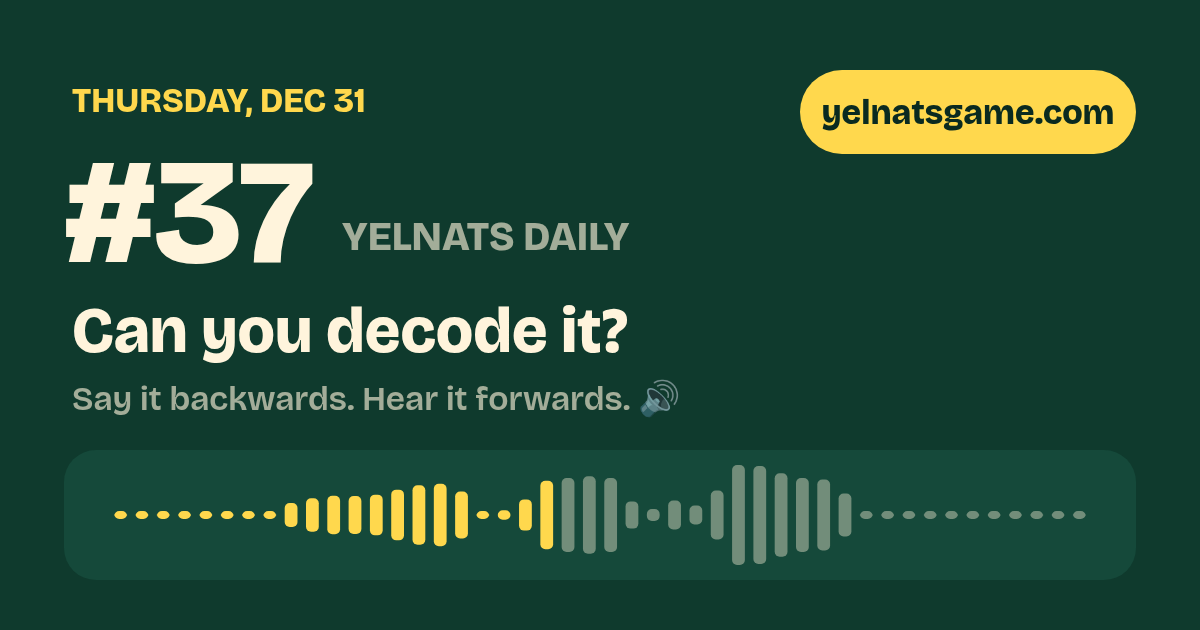 THURSDAY, DEC 31
yelnatsgame.com
#37 YELNATS DAILY
Can you decode it?
Say it backwards. Hear it forwards. 🔊